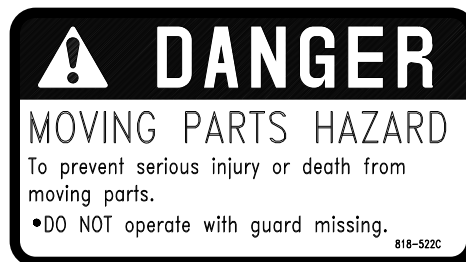 DANGER
MOVING PARTS HAZARD
To prevent serious injury or death from
moving parts.
•DO NOT operate with guard missing.
818-522C